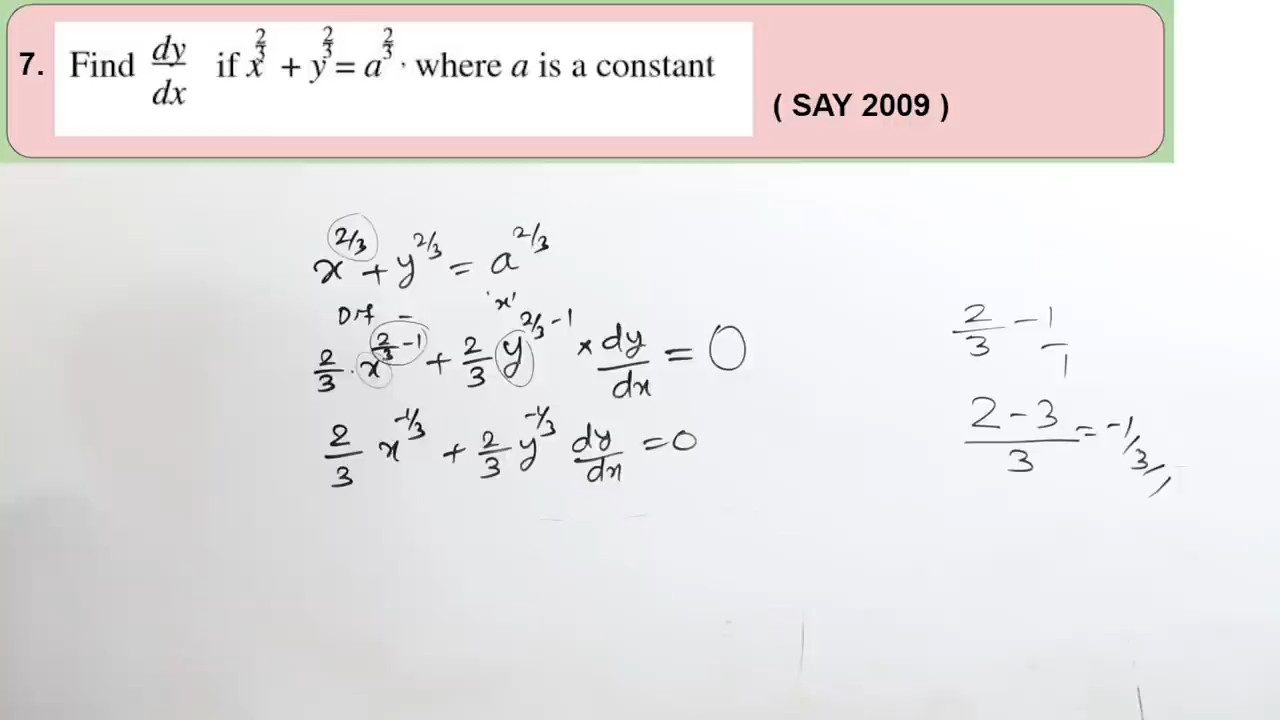 7. Find dy/dx if x^2/3 + y^2/3 = a^2/3, where a is a constant
( SAY 2009 )
x^2/3 + y^2/3 = a^2/3
Dif - 'x'
2/3 · x^2/3-1 + 2/3 y^2/3-1 × dy/dx = 0
2/3 x^-1/3 + 2/3 y^-1/3 dy/dx = 0
2/3 - 1/1
2-3/3 = -1/3//